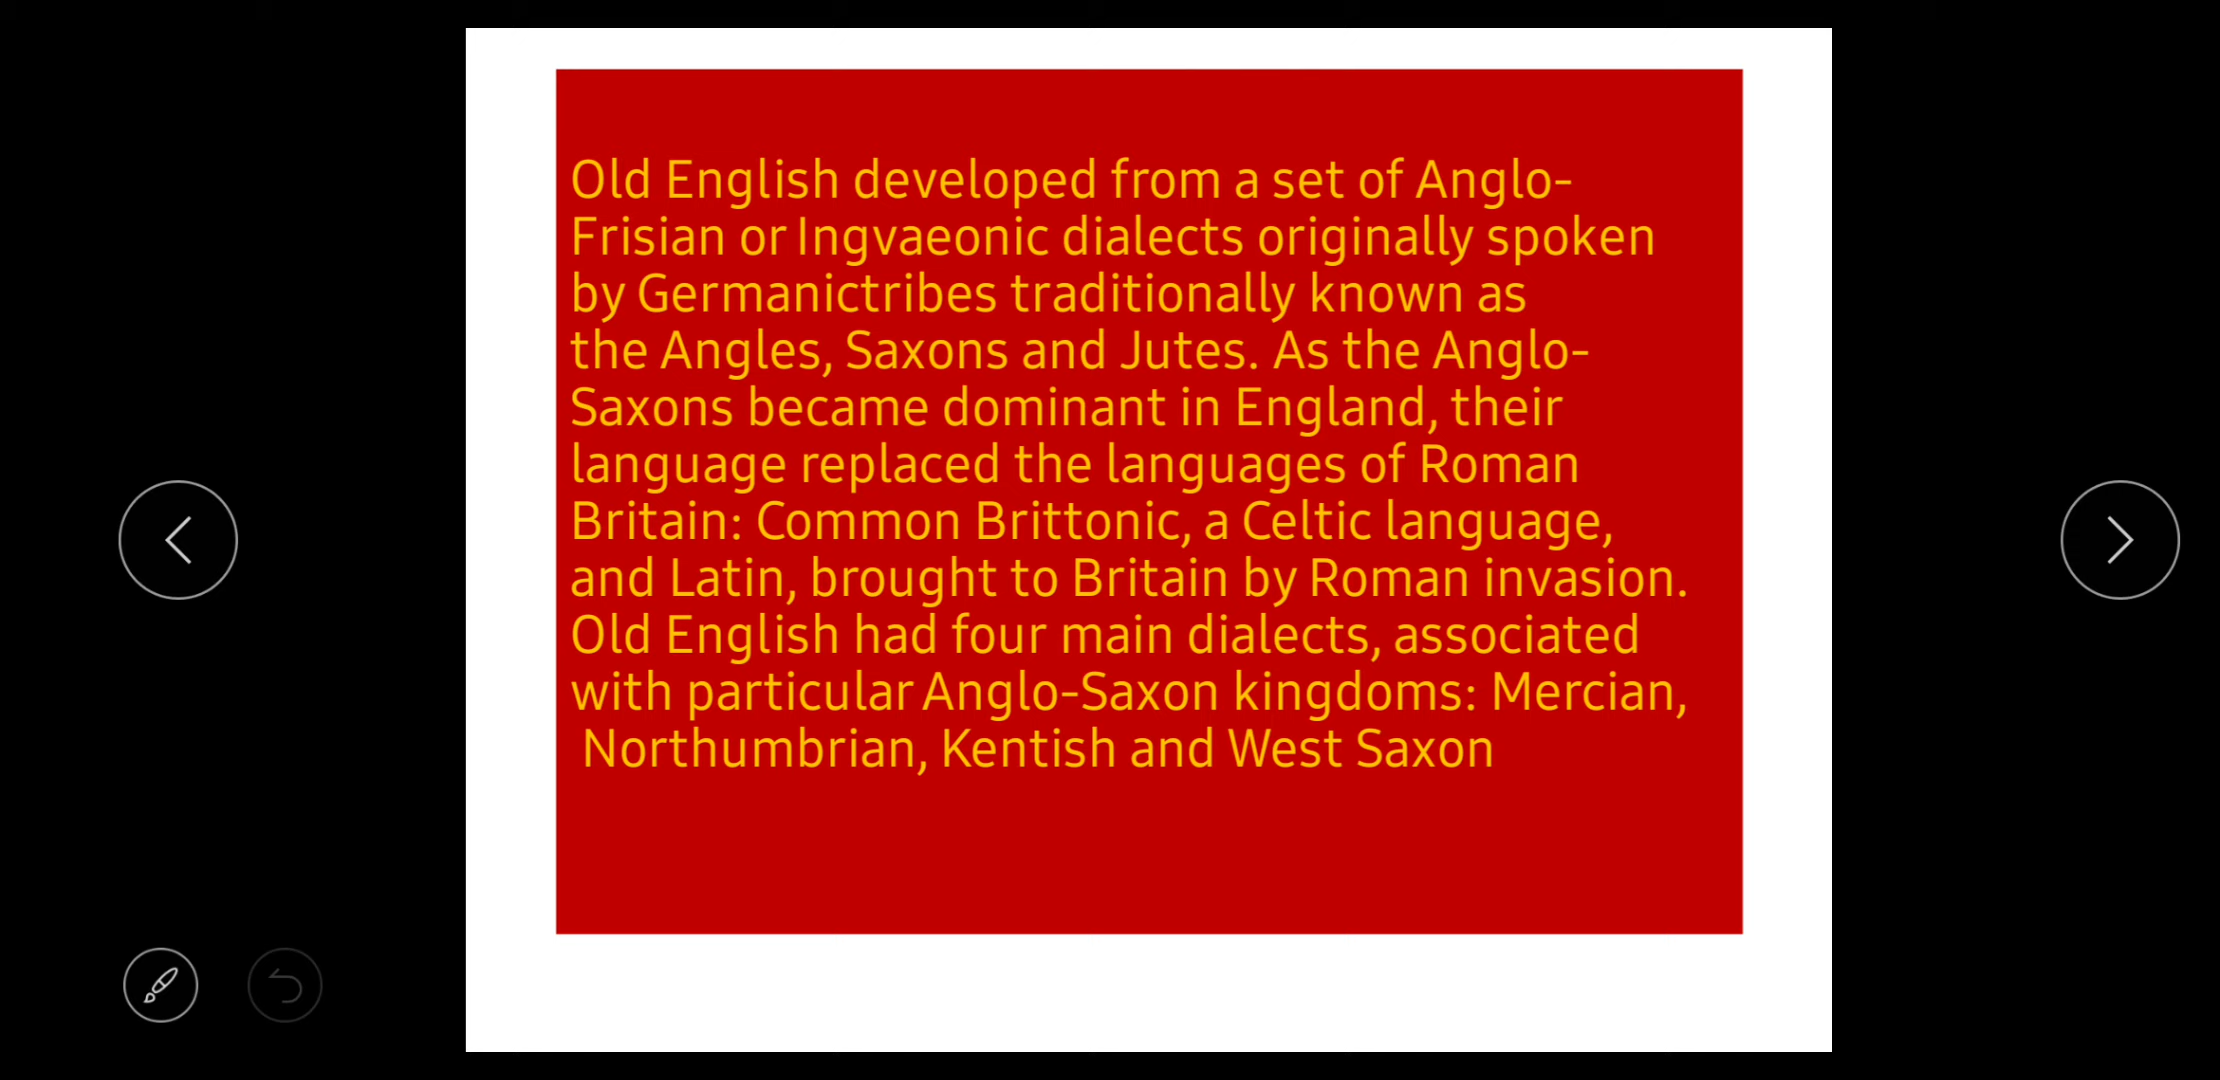 Old English developed from a set of Anglo-
Frisian or Ingvaeonic dialects originally spoken
by Germanictribes traditionally known as
the Angles, Saxons and Jutes. As the Anglo-
Saxons became dominant in England, their
language replaced the languages of Roman
Britain: Common Brittonic, a Celtic language,
and Latin, brought to Britain by Roman invasion.
Old English had four main dialects, associated
with particular Anglo-Saxon kingdoms: Mercian,
Northumbrian, Kentish and West Saxon